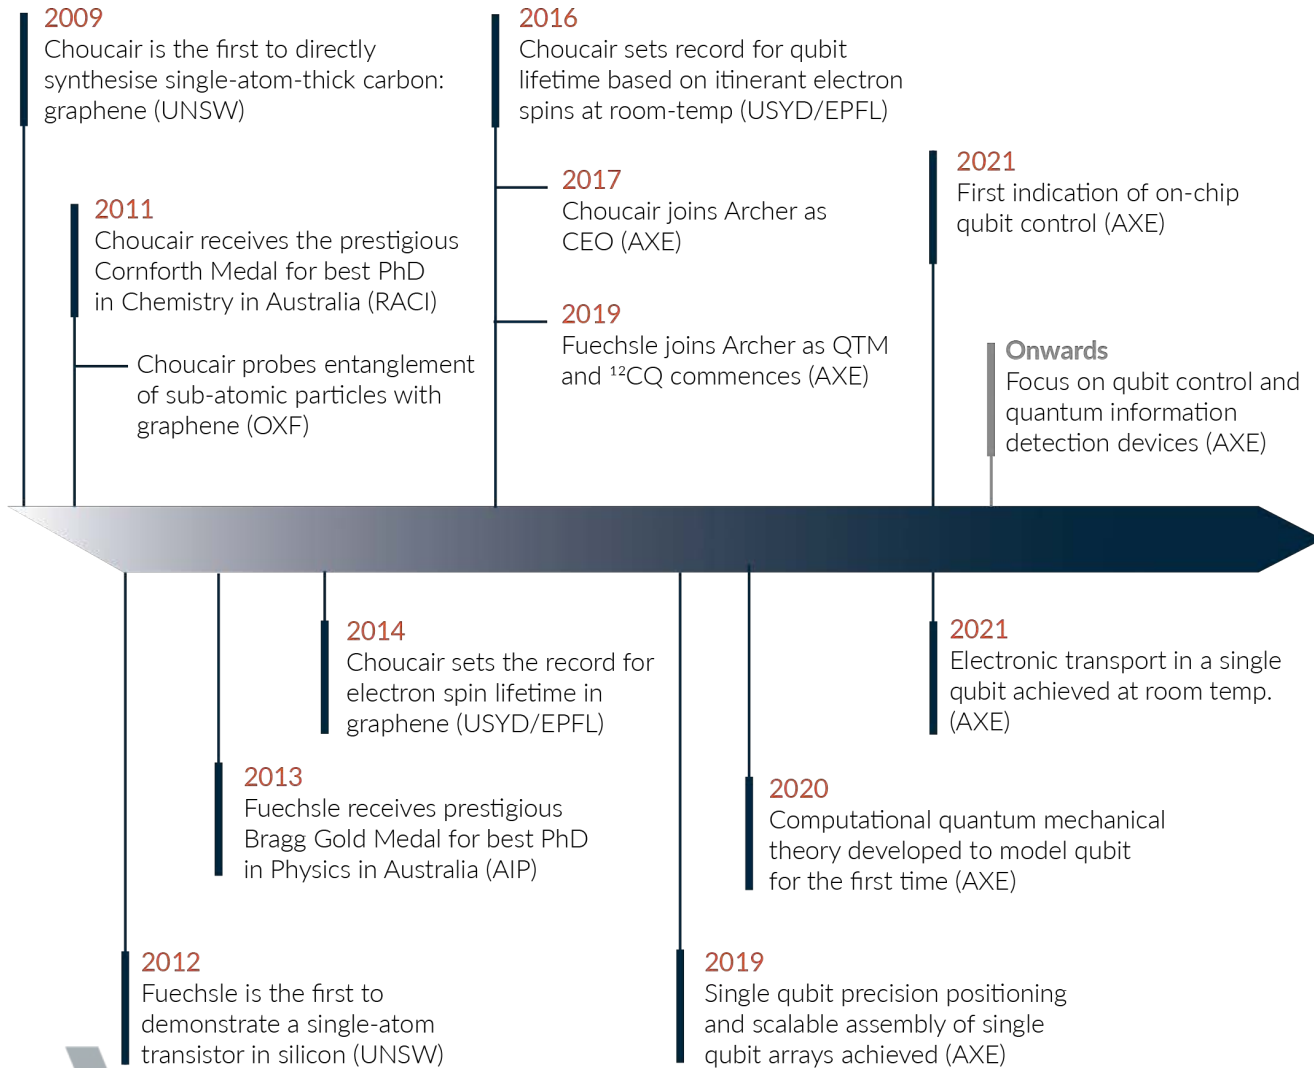 2009
Choucair is the first to directly
synthesise single-atom-thick carbon:
graphene (UNSW)
2011
Choucair receives the prestigious
Cornforth Medal for best PhD
in Chemistry in Australia (RACI)
Choucair probes entanglement
of sub-atomic particles with
graphene (OXF)
2016
Choucair sets record for qubit
lifetime based on itinerant electron
spins at room-temp (USYD/EPFL)
2017
Choucair joins Archer as
CEO (AXE)
2019
Fuechsle joins Archer as QTM
and ¹²CQ commences (AXE)
2021
First indication of on-chip
qubit control (AXE)
Onwards
Focus on qubit control and
quantum information
detection devices (AXE)
2012
Fuechsle is the first to
demonstrate a single-atom
transistor in silicon (UNSW)
2013
Fuechsle receives prestigious
Bragg Gold Medal for best PhD
in Physics in Australia (AIP)
2014
Choucair sets the record for
electron spin lifetime in
graphene (USYD/EPFL)
2019
Single qubit precision positioning
and scalable assembly of single
qubit arrays achieved (AXE)
2020
Computational quantum mechanical
theory developed to model qubit
for the first time (AXE)
2021
Electronic transport in a single
qubit achieved at room temp.
(AXE)